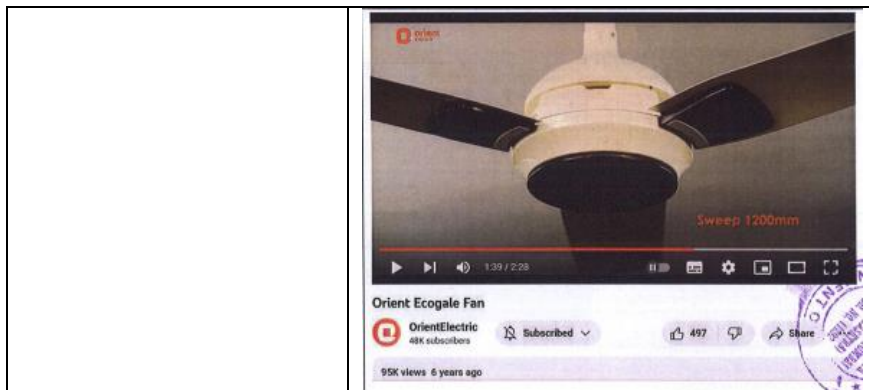 orient
Sweep 1200mm
1:39 / 2:28
Orient Ecogale Fan
OrientElectric
48K subscribers
Subscribed
497
Share
95K views 6 years ago